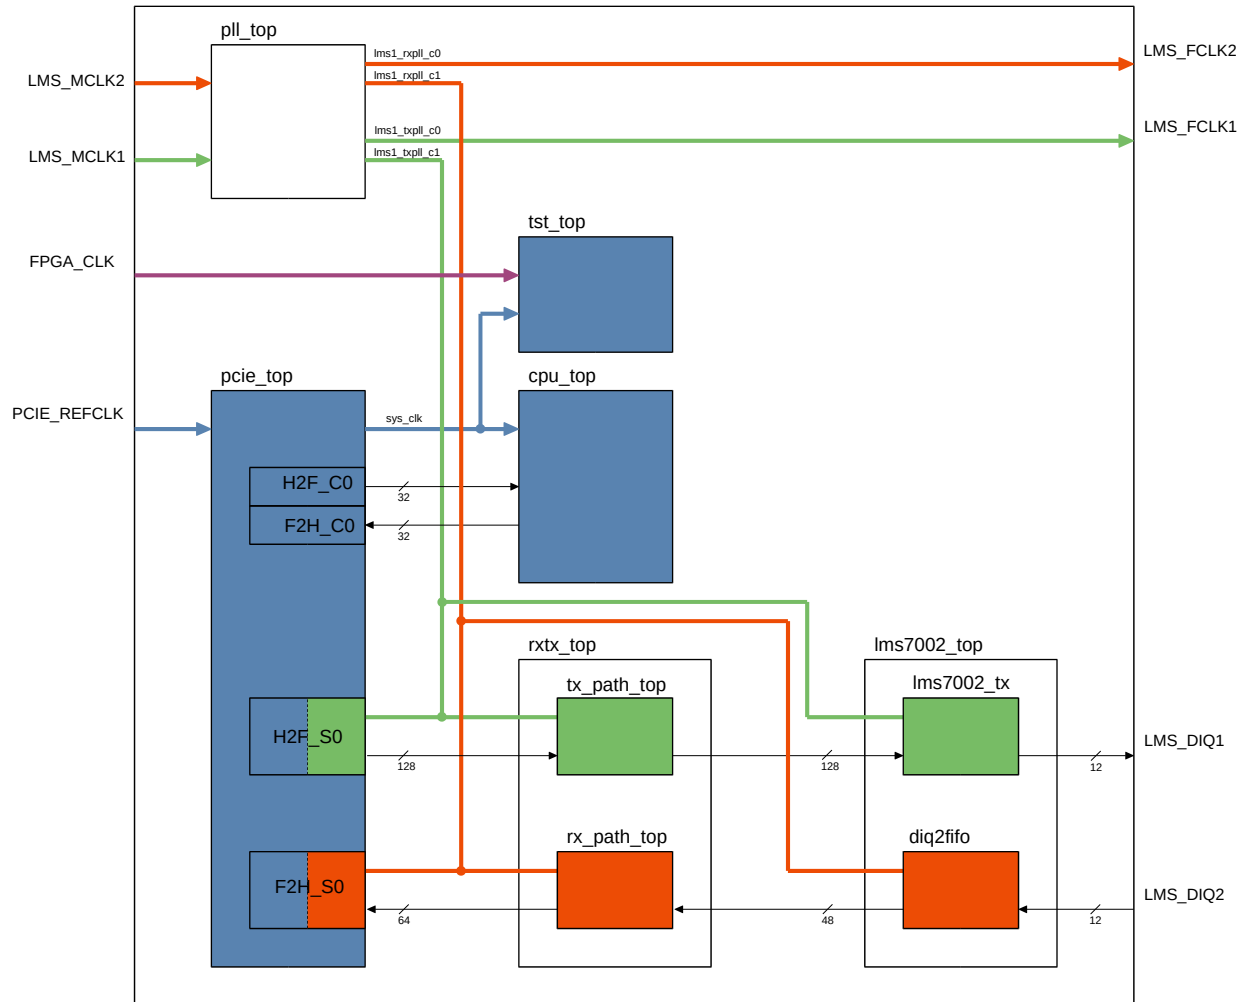 pll_top
LMS_MCLK2
LMS_MCLK1
lms1_rxpll_c0
lms1_rxpll_c1
lms1_txpll_c0
lms1_txpll_c1
LMS_FCLK2
LMS_FCLK1
tst_top
FPGA_CLK
pcie_top
cpu_top
PCIE_REFCLK
sys_clk
H2F_C0
32
F2H_C0
32
rxtx_top
lms7002_top
tx_path_top
lms7002_tx
H2F_S0
128
128
12
LMS_DIQ1
rx_path_top
diq2fifo
F2H_S0
64
48
12
LMS_DIQ2